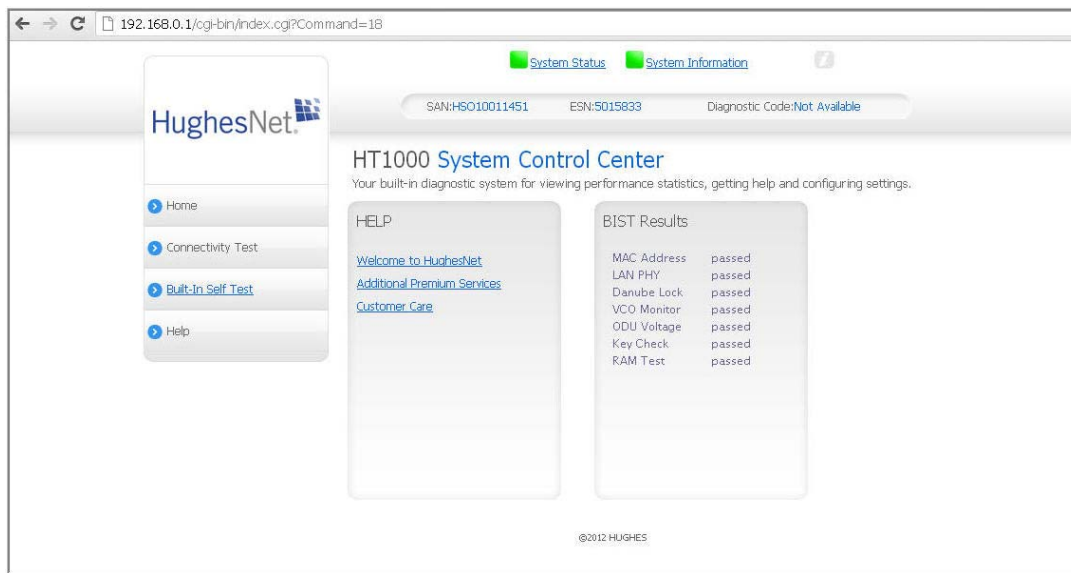 192.168.0.1/cgi-bin/index.cgi?Command=18
System Status System Information
SAN:HSO10011451 ESN:5015833 Diagnostic Code:Not Available
HughesNet.
HT1000 System Control Center
Your built-in diagnostic system for viewing performance statistics, getting help and configuring settings.
Home
Connectivity Test
Built-In Self Test
Help
HELP
Welcome to HughesNet
Additional Premium Services
Customer Care
BIST Results
MAC Address passed
LAN PHY passed
Danube Lock passed
VCO Monitor passed
ODU Voltage passed
Key Check passed
RAM Test passed
©2012 HUGHES